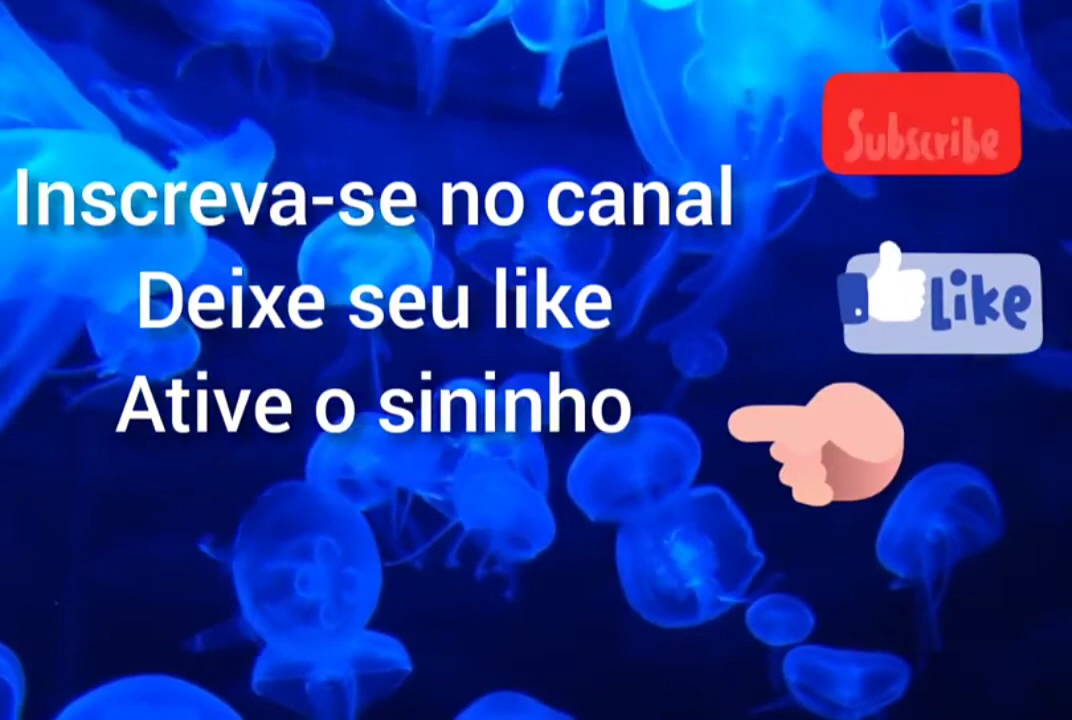 Subscribe
Inscreva-se no canal
Deixe seu like
Like
Ative o sininho